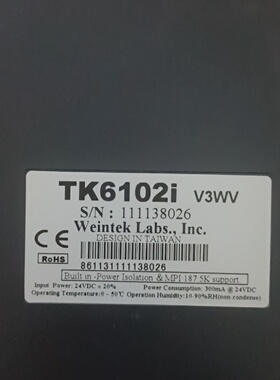 TK6102i V3WV
S/N : 111138026
Weintek Labs., Inc.
DESIGN IN TAIWAN
CE
RoHS
861131111138026
Built in -Power Isolation & MPI 187.5K support
Input Power: 24VDC ± 20% Power Consumption: 300mA @ 24VDC
Operating Temperature:0 ~ 50℃ Operation Humidity:10-90%RH(non condense)